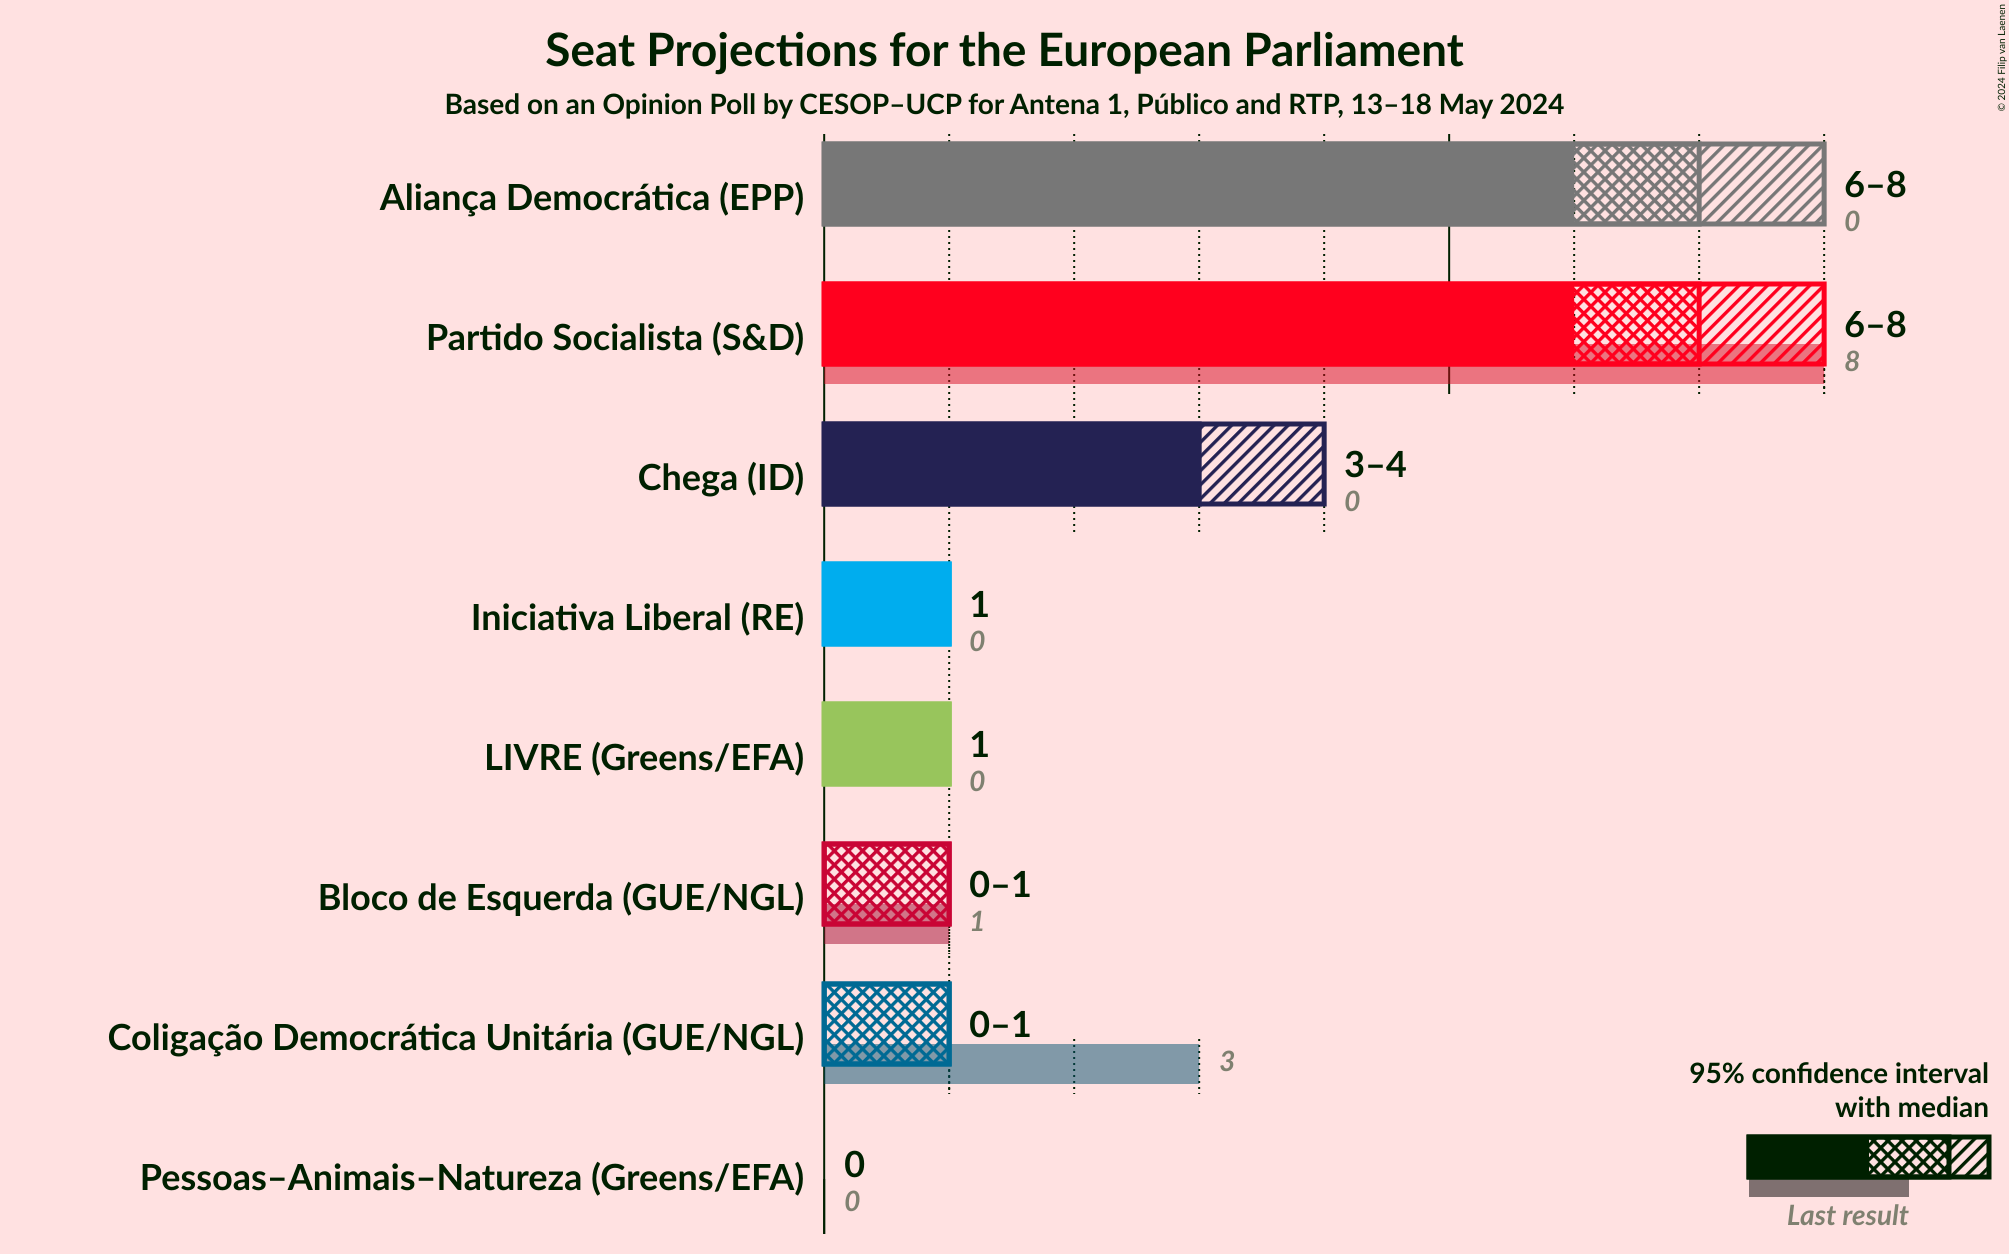 Seat Projections for the European Parliament
Based on an Opinion Poll by CESOP–UCP for Antena 1, Público and RTP, 13–18 May 2024
© 2024 Filip van Laenen
Aliança Democrática (EPP)
6–8
0
Partido Socialista (S&D)
6–8
8
Chega (ID)
3–4
0
Iniciativa Liberal (RE)
1
0
LIVRE (Greens/EFA)
1
0
Bloco de Esquerda (GUE/NGL)
0–1
1
Coligação Democrática Unitária (GUE/NGL)
0–1
3
Pessoas–Animais–Natureza (Greens/EFA)
0
0
95% confidence interval
with median
Last result